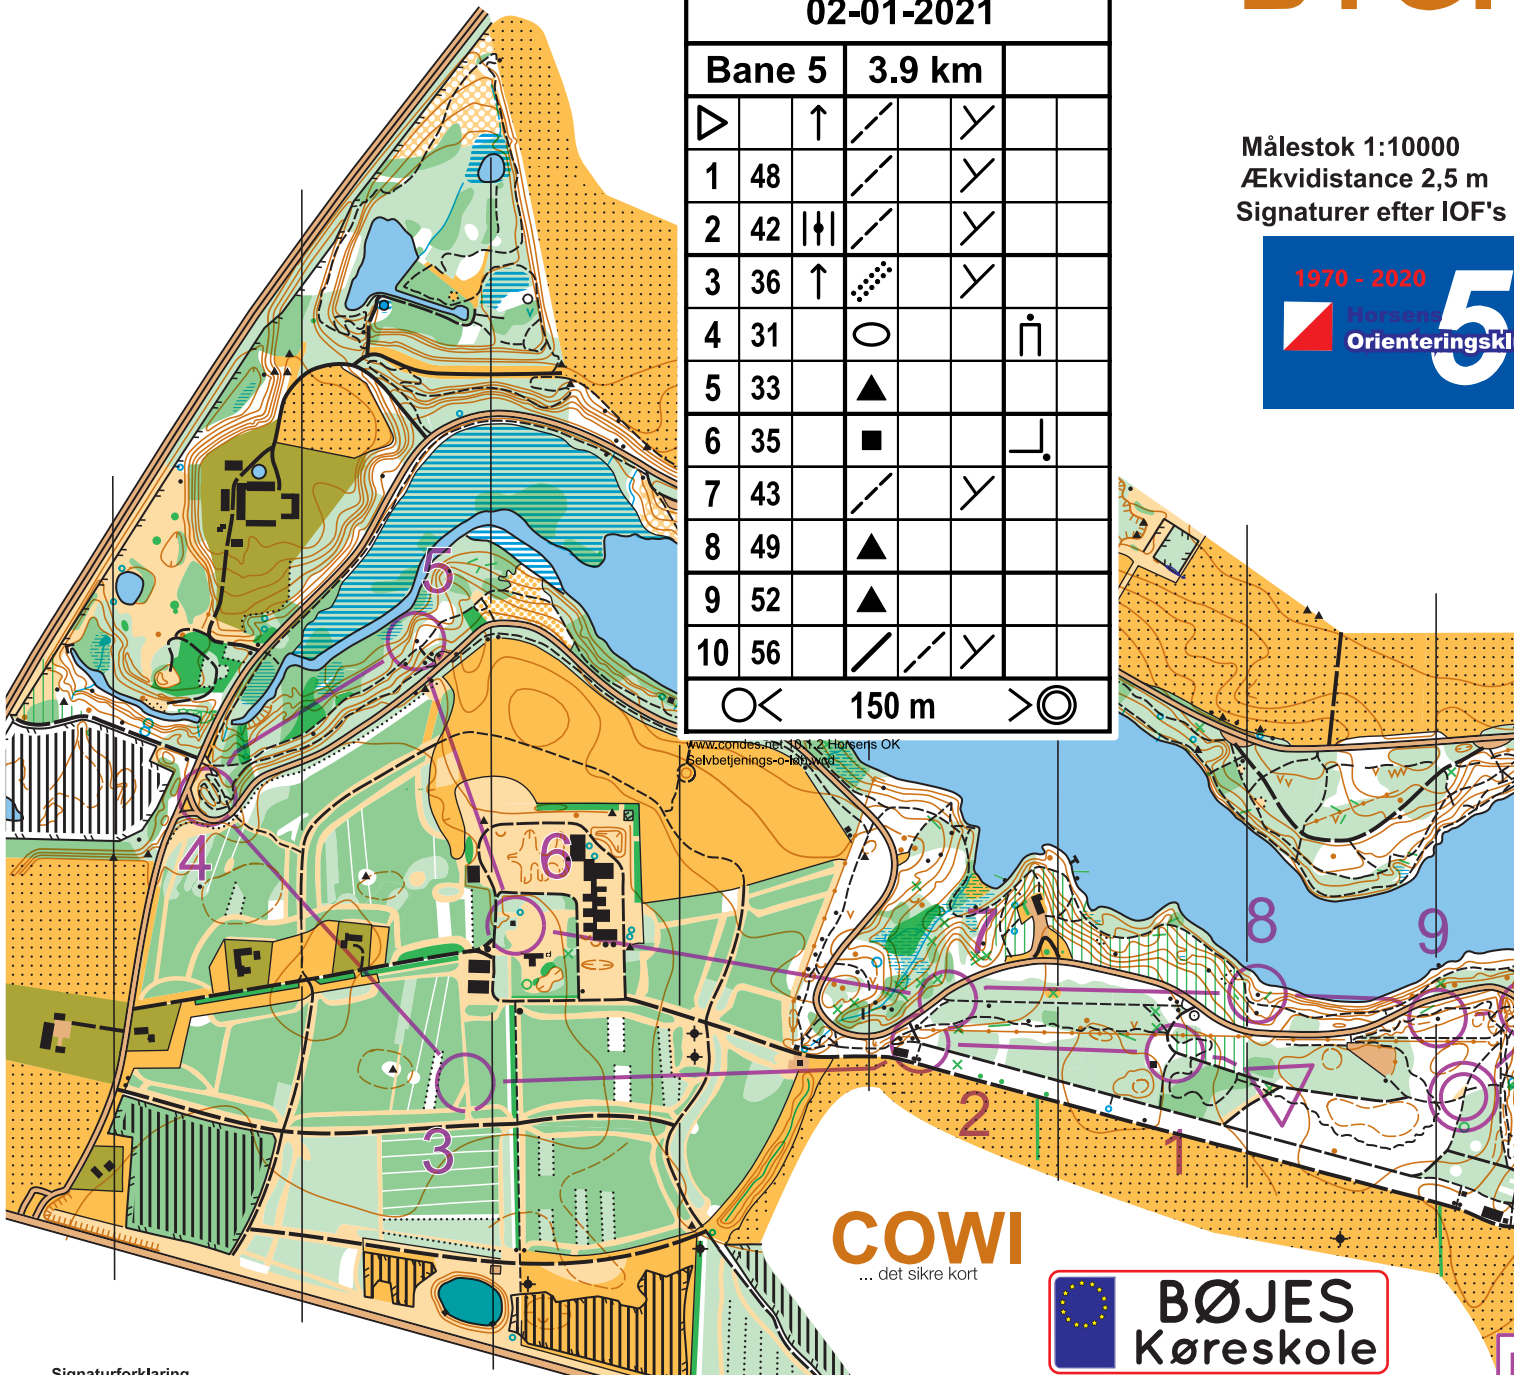 02-01-2021
Bane 5 3.9 km
1 48
2 42
3 36
4 31
5 33
6 35
7 43
8 49
9 52
10 56
150 m
www.condes.net 10.1.2 Horsens OK
Selvbetjenings-o-løb.wcd
Målestok 1:10000
Ækvidistance 2,5 m
Signaturer efter IOF's
1970 - 2020
Horsens
5
5
6
4
7
8
9
3
2
1
COWI
... det sikre kort
BØJES
Køreskole
Signaturforklaring